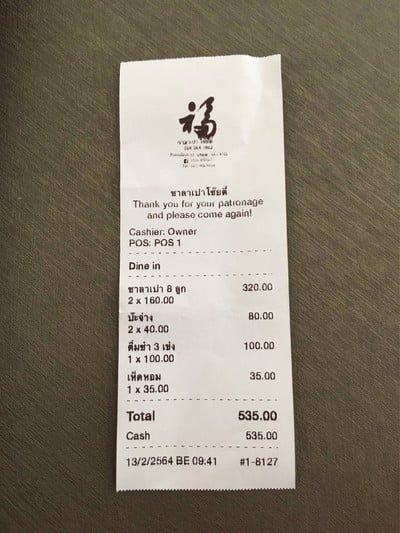 福
ซาลาเปาโช้ยตี่
Thank you for your patronage
and please come again!
Cashier: Owner
POS: POS 1
Dine in
ซาลาเปา 8 ลูก 320.00
2 x 160.00
บ๊ะจ่าง 80.00
2 x 40.00
ติ่มซำ 3 เข่ง 100.00
1 x 100.00
เห็ดหอม 35.00
1 x 35.00
Total 535.00
Cash 535.00
13/2/2564 BE 09:41 #1-8127